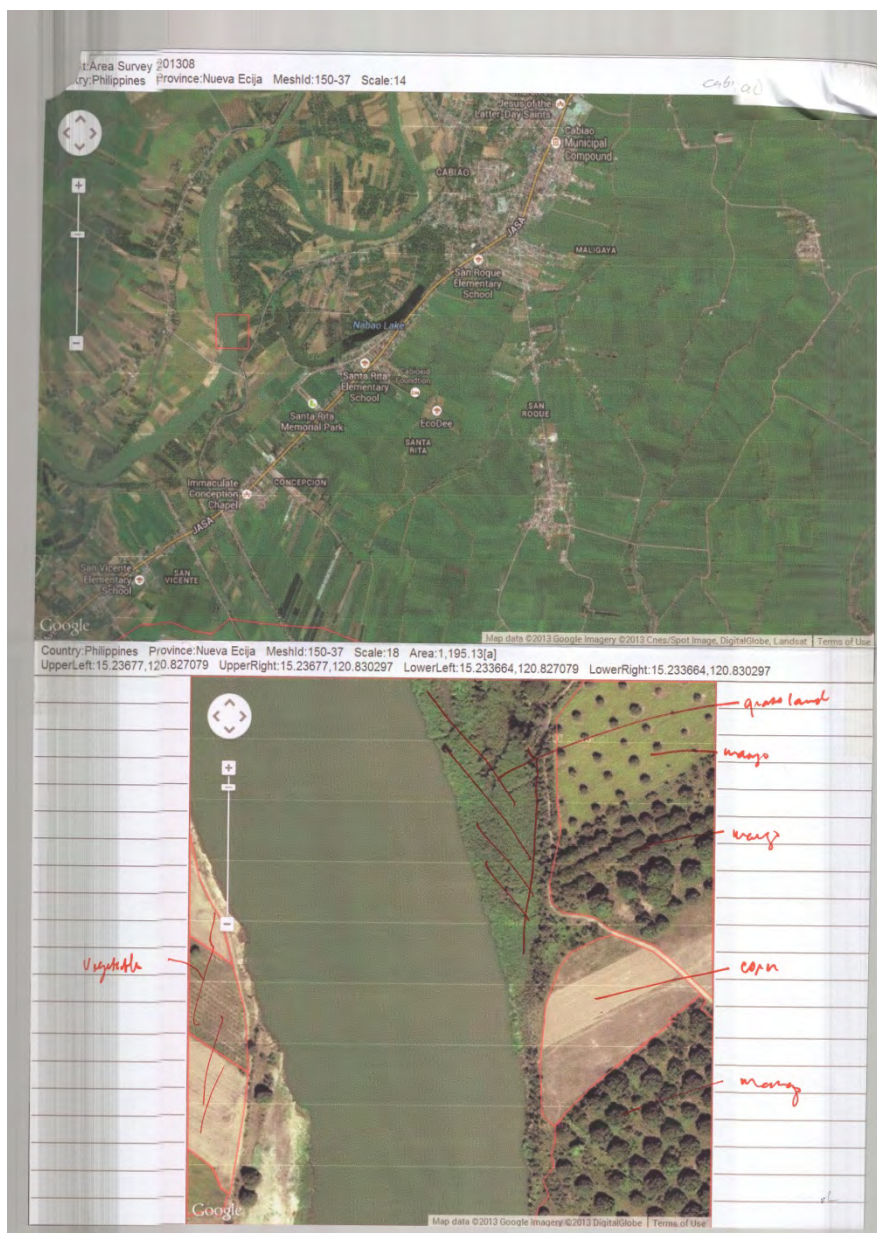 t:Area Survey 201308
ry:Philippines Province:Nueva Ecija MeshId:150-37 Scale:14
Cabiao
Jesus of the
Latter-Day Saints
Cabiao
Municipal
Compound
CABIAO
JASA
MALIGAYA
San Roque
Elementary
School
Nabao Lake
Santa Rita
Elementary
School
Cabiokid
Foundtion
Santa Rita
Memorial Park
EcoDee
SAN
ROQUE
SANTA
RITA
Immaculate
Conception
Chapel
CONCEPCION
JASA
San Vicente
Elementary
School
SAN
VICENTE
Google
Map data ©2013 Google Imagery ©2013 Cnes/Spot Image, DigitalGlobe, Landsat Terms of Use
Country:Philippines Province:Nueva Ecija MeshId:150-37 Scale:18 Area:1,195.13[a]
UpperLeft:15.23677,120.827079 UpperRight:15.23677,120.830297 LowerLeft:15.233664,120.827079 LowerRight:15.233664,120.830297
grass land
mango
mango
Vegetable
corn
mango
Google
Map data ©2013 Google Imagery ©2013 DigitalGlobe Terms of Use